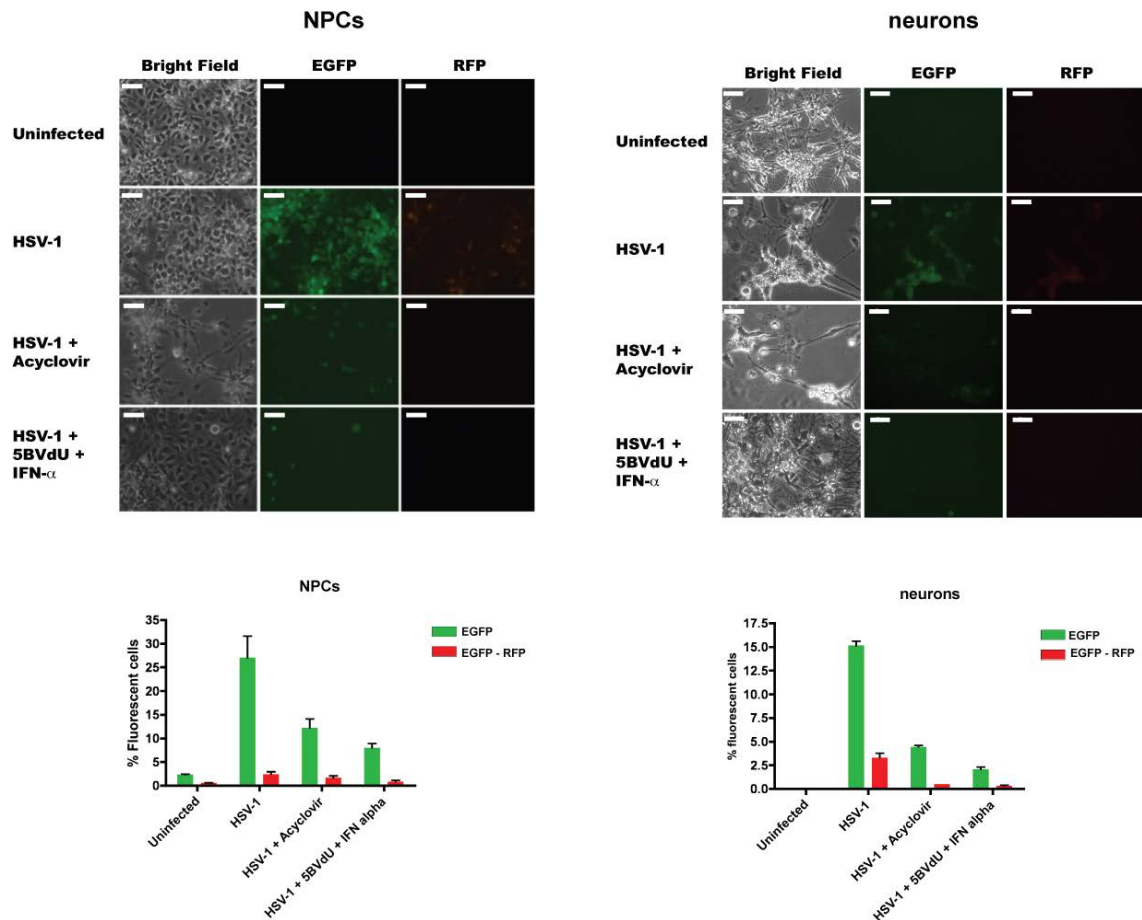 NPCs
Bright Field EGFP RFP
Uninfected
HSV-1
HSV-1 +
Acyclovir
HSV-1 +
5BVdU +
IFN-α
neurons
Bright Field EGFP RFP
Uninfected
HSV-1
HSV-1 +
Acyclovir
HSV-1 +
5BVdU +
IFN-α
NPCs
% Fluorescent cells
35
30
25
20
15
10
5
0
EGFP
EGFP - RFP
Uninfected
HSV-1
HSV-1 + Acyclovir
HSV-1 + 5BVdU + IFN alpha
neurons
% fluorescent cells
17.5
15.0
12.5
10.0
7.5
5.0
2.5
0.0
EGFP
EGFP - RFP
Uninfected
HSV-1
HSV-1 + Acyclovir
HSV-1 + 5BVdU + IFN alpha